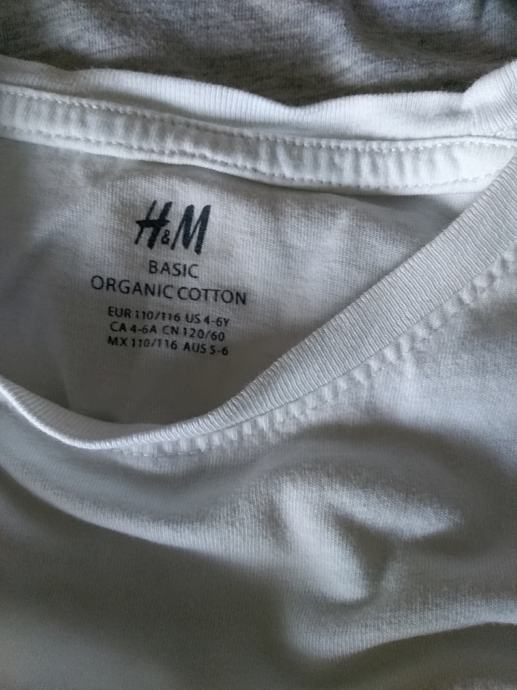 H&M
BASIC
ORGANIC COTTON
EUR 110/116 US 4-6Y
CA 4-6A CN 120/60
MX 110/116 AUS 5-6